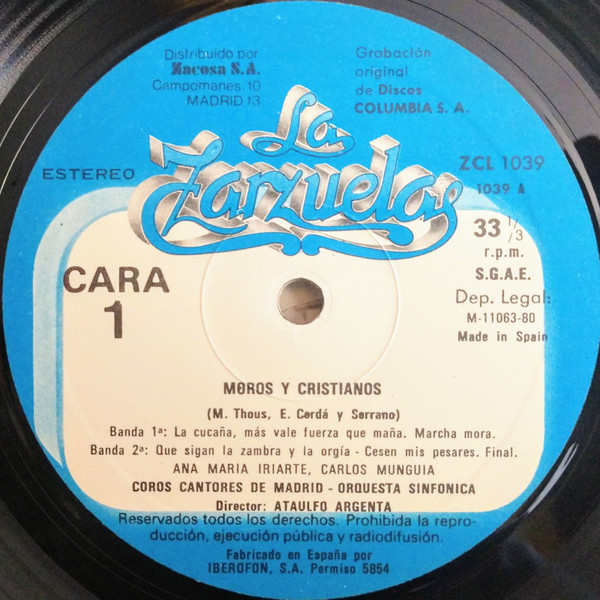 Distribuido por
Zacosa S.A.
Campomanes 10
MADRID 13
Grabación
original
de Discos
COLUMBIA S. A.
La
Zarzuelas
ESTEREO
ZCL 1039
1039 A
33 1/3
r.p.m.
S.G.A.E.
Dep. Legal:
M-11063-80
Made in Spain
CARA
1
MOROS Y CRISTIANOS
(M. Thous, E. Cerdá y Serrano)
Banda 1ª: La cucaña, más vale fuerza que maña. Marcha mora.
Banda 2ª: Que sigan la zambra y la orgía - Cesen mis pesares. Final.
ANA MARIA IRIARTE, CARLOS MUNGUIA
COROS CANTORES DE MADRID - ORQUESTA SINFONICA
Director: ATAULFO ARGENTA
Reservados todos los derechos. Prohibida la repro-
ducción, ejecución pública y radiodifusión.
Fabricado en España por
IBEROFON, S.A. Permiso 5854